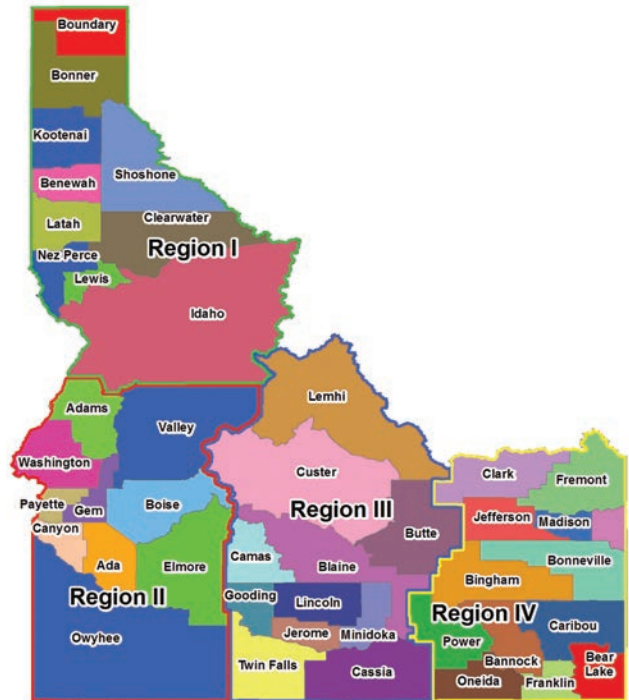 Boundary
Bonner
Kootenai
Shoshone
Benewah
Latah
Clearwater
Region I
Nez Perce
Lewis
Idaho
Lemhi
Adams
Valley
Washington
Custer
Clark
Fremont
Payette
Gem
Boise
Region III
Jefferson
Madison
Canyon
Butte
Camas
Blaine
Bonneville
Ada
Elmore
Bingham
Region II
Gooding
Lincoln
Region IV
Caribou
Owyhee
Jerome
Minidoka
Power
Bannock
Bear
Lake
Twin Falls
Cassia
Oneida
Franklin